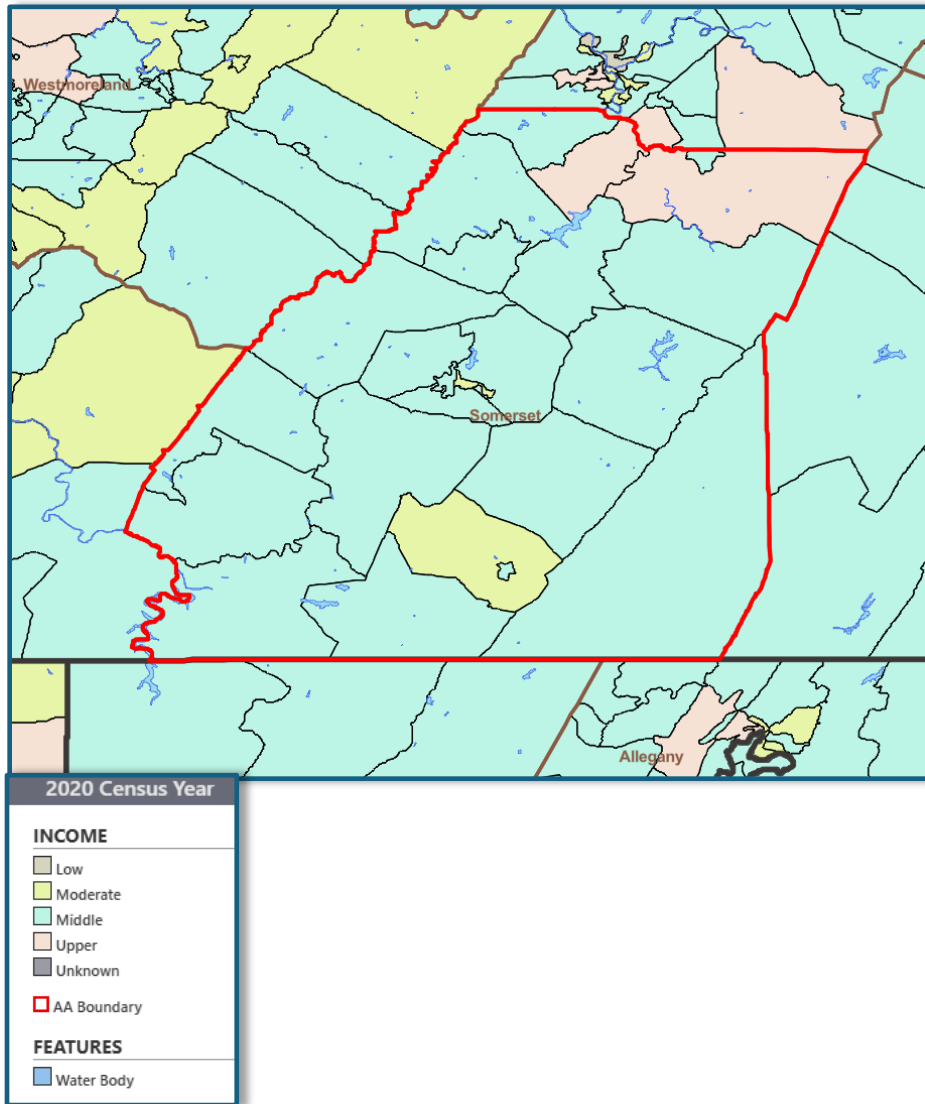 Westmoreland
Somerset
Allegany
2020 Census Year
INCOME
Low
Moderate
Middle
Upper
Unknown
AA Boundary
FEATURES
Water Body